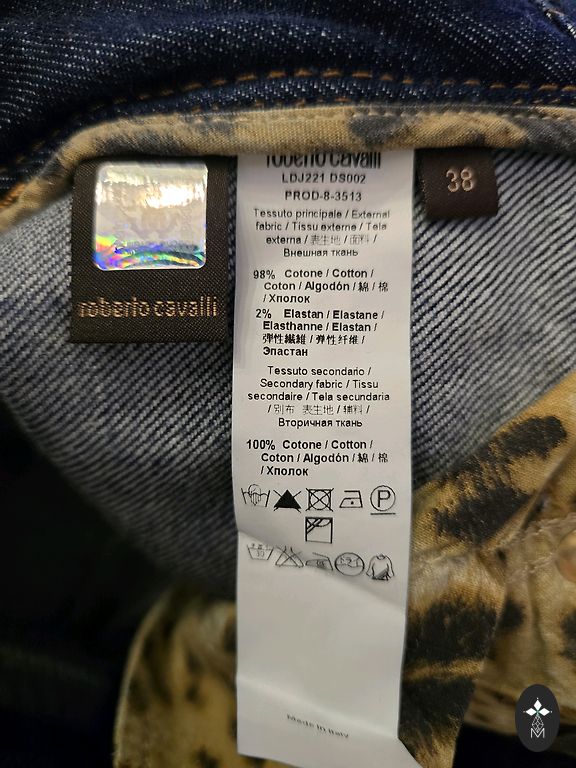 roberto cavalli
roberto cavalli
LDJ221 DS002
PROD-8-3513
Tessuto principale / External
fabric / Tissu externe / Tela
externa / 表生地 / 面料 /
Внешная ткань
98% Cotone / Cotton /
Coton / Algodón / 綿 / 棉
/ Хполок
2% Elastan / Elastane /
Elasthanne / Elastan /
弾性繊維 / 弹性纤维 /
Эпастан
Tessuto secondario /
Secondary fabric / Tissu
secondaire / Tela secundaria
/ 別布 表生地 / 辅料 /
Вторичная ткань
100% Cotone / Cotton /
Coton / Algodón / 綿 / 棉
/ Хполок
P
Made in Italy
38
M